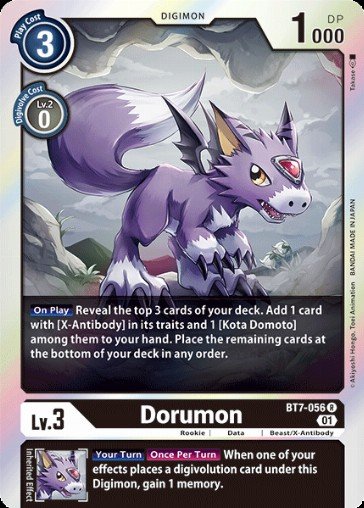 Play Cost
3
DIGIMON
DP
1000
Digivolve Cost
Lv.2
0
Takase
©Akiyoshi Hongo, Toei Animation BANDAI MADE IN JAPAN
On Play Reveal the top 3 cards of your deck. Add 1 card
with [X-Antibody] in its traits and 1 [Kota Domoto]
among them to your hand. Place the remaining cards at
the bottom of your deck in any order.
BT7-056 R
01
Lv.3
Dorumon
Rookie | Data | Beast/X-Antibody
Inherited Effect
Your Turn Once Per Turn When one of your
effects places a digivolution card under this
Digimon, gain 1 memory.